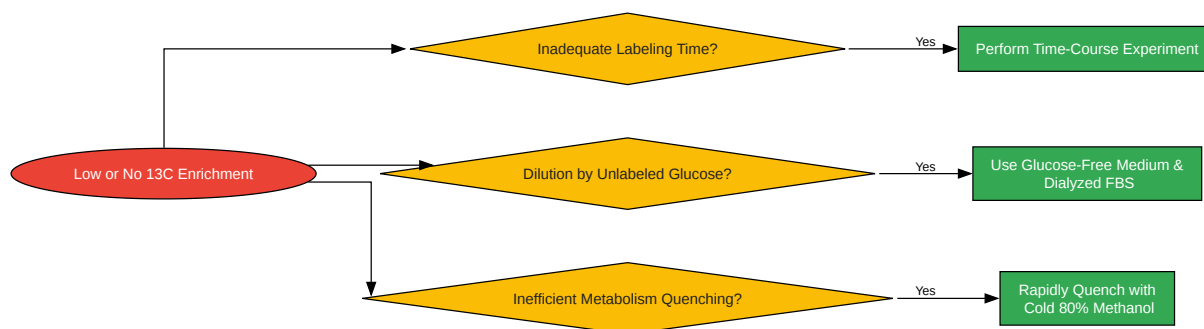 Inadequate Labeling Time?
Yes
Perform Time-Course Experiment
Low or No 13C Enrichment
Dilution by Unlabeled Glucose?
Yes
Use Glucose-Free Medium &
Dialyzed FBS
Inefficient Metabolism Quenching?
Yes
Rapidly Quench with
Cold 80% Methanol